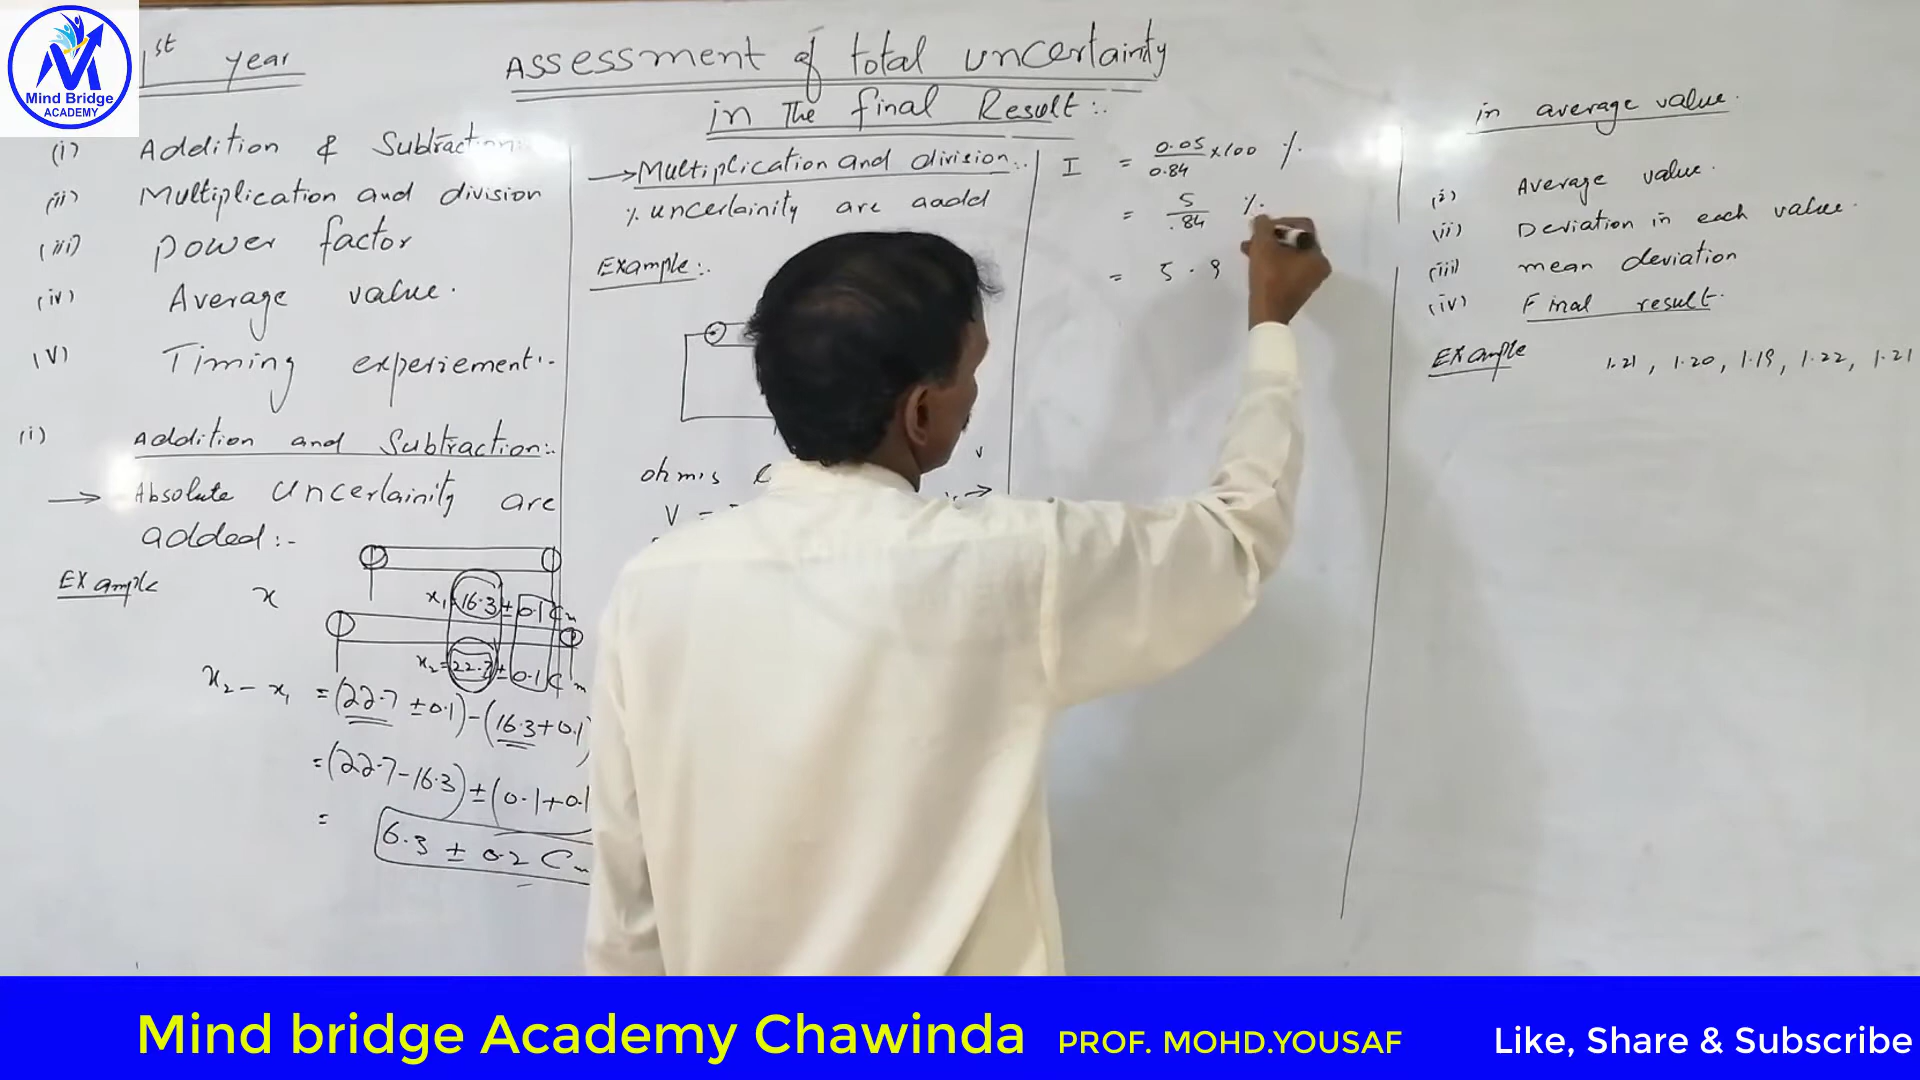 Mind Bridge
ACADEMY
1st year
Assessment of total uncertainty
in The final Result:.
(i) Addition & Subtraction:
(ii) Multiplication and division
(iii) power factor
(iv) Average value.
(V) Timing experiement:-
(i) Addition and Subtraction:.
→ Absolute uncertainity are
added:-
Example x
x₁ = 16.3 ± 0.1 Cm
x₂ = 22.7 ± 0.1 Cm
x₂ - x₁ = (22.7 ± 0.1) - (16.3 + 0.1)
= (22.7 - 16.3) ± (0.1 + 0.1
= 6.3 ± 0.2 Cm
→ Multiplication and division:.
% uncertainity are aadd
Example:.
ohmis
V =
v
I = 0.05/0.84 × 100 %
= 5/.84 %
= 5.9
in average value.
(i) Average value.
(ii) Deviation in each value.
(iii) mean deviation
(iv) Final result.
Example 1.21, 1.20, 1.19, 1.22, 1.21
Mind bridge Academy Chawinda PROF. MOHD.YOUSAF Like, Share & Subscribe